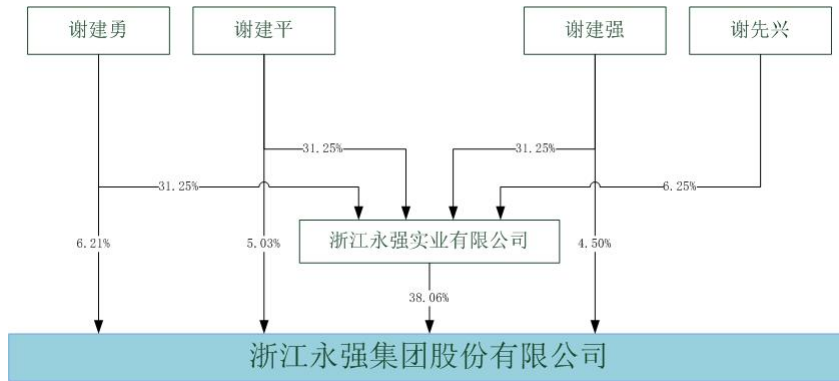 谢建勇
谢建平
谢建强
谢先兴
31.25%
31.25%
31.25%
6.25%
浙江永强实业有限公司
6.21%
5.03%
4.50%
38.06%
浙江永强集团股份有限公司